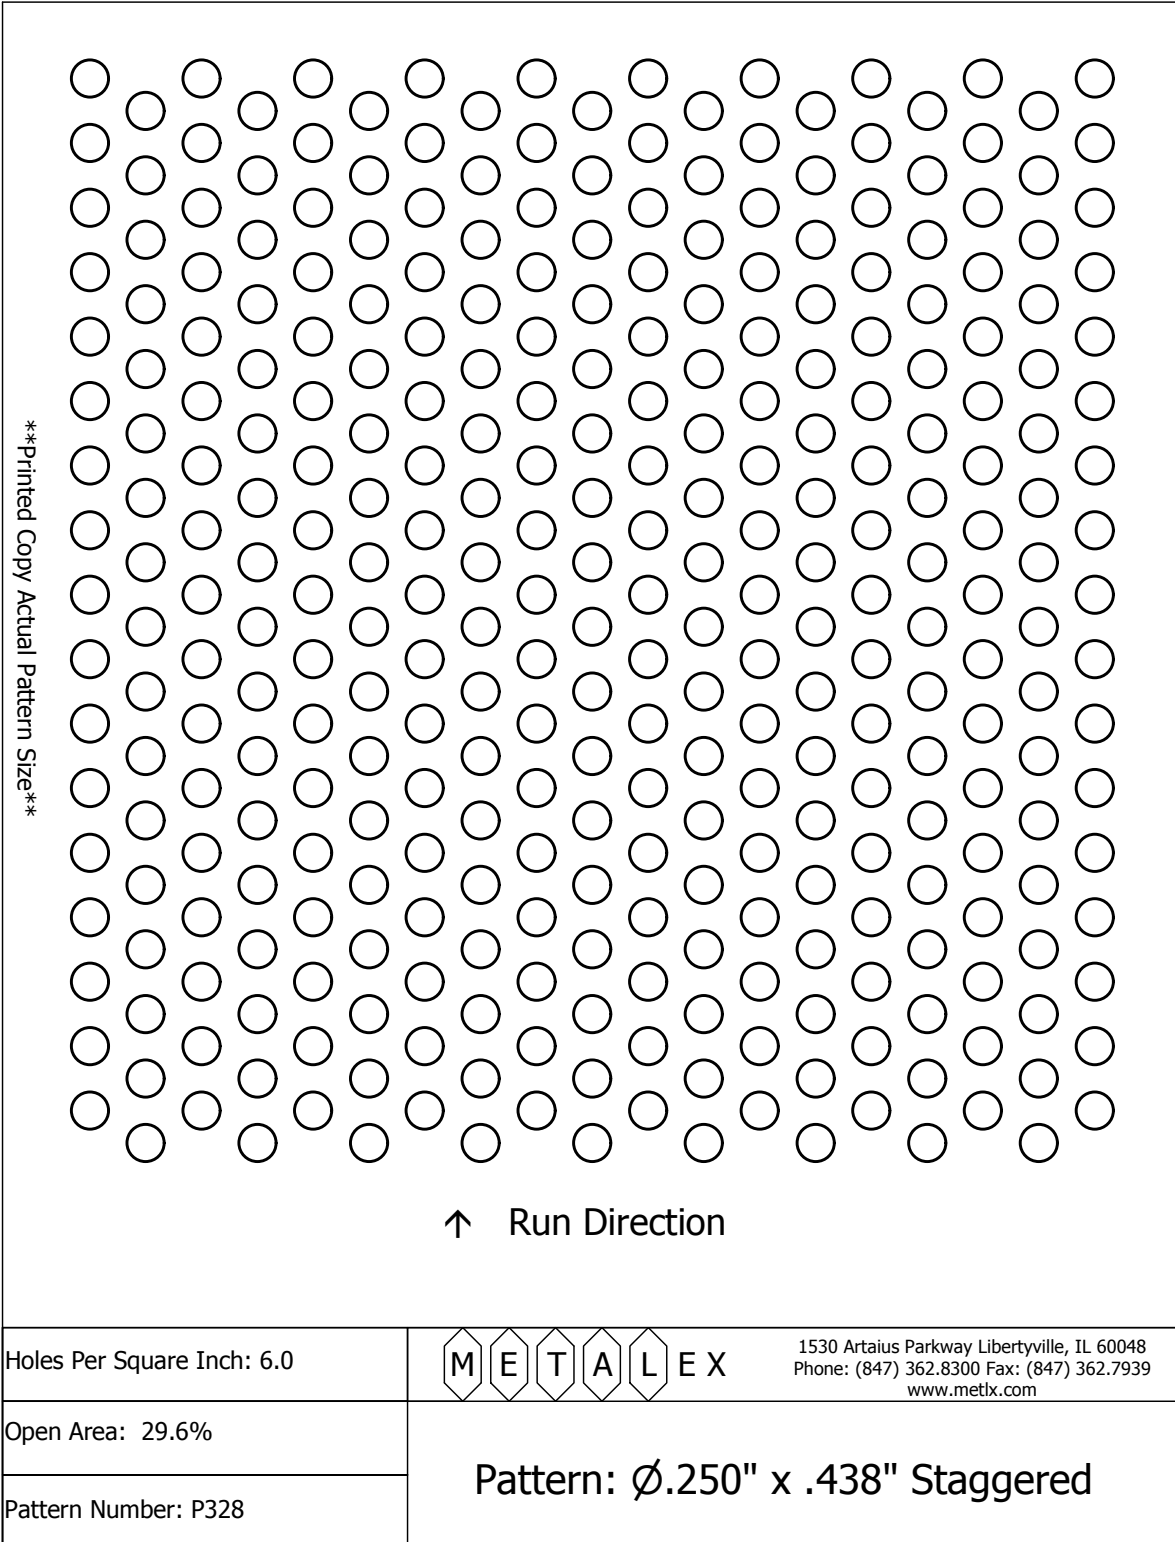 **Printed Copy Actual Pattern Size**
↑ Run Direction
Holes Per Square Inch: 6.0
METALEX
1530 Artaius Parkway Libertyville, IL 60048
Phone: (847) 362.8300 Fax: (847) 362.7939
www.metlx.com
Open Area: 29.6%
Pattern: Ø.250" x .438" Staggered
Pattern Number: P328